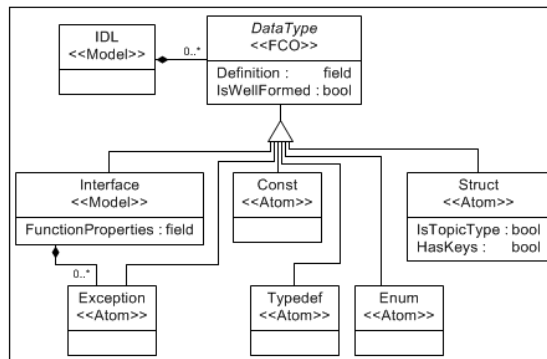 IDL
<<Model>>
0..*
DataType
<<FCO>>
Definition : field
IsWellFormed : bool
Interface
<<Model>>
FunctionProperties : field
Const
<<Atom>>
Struct
<<Atom>>
IsTopicType : bool
HasKeys : bool
0..*
Exception
<<Atom>>
Typedef
<<Atom>>
Enum
<<Atom>>